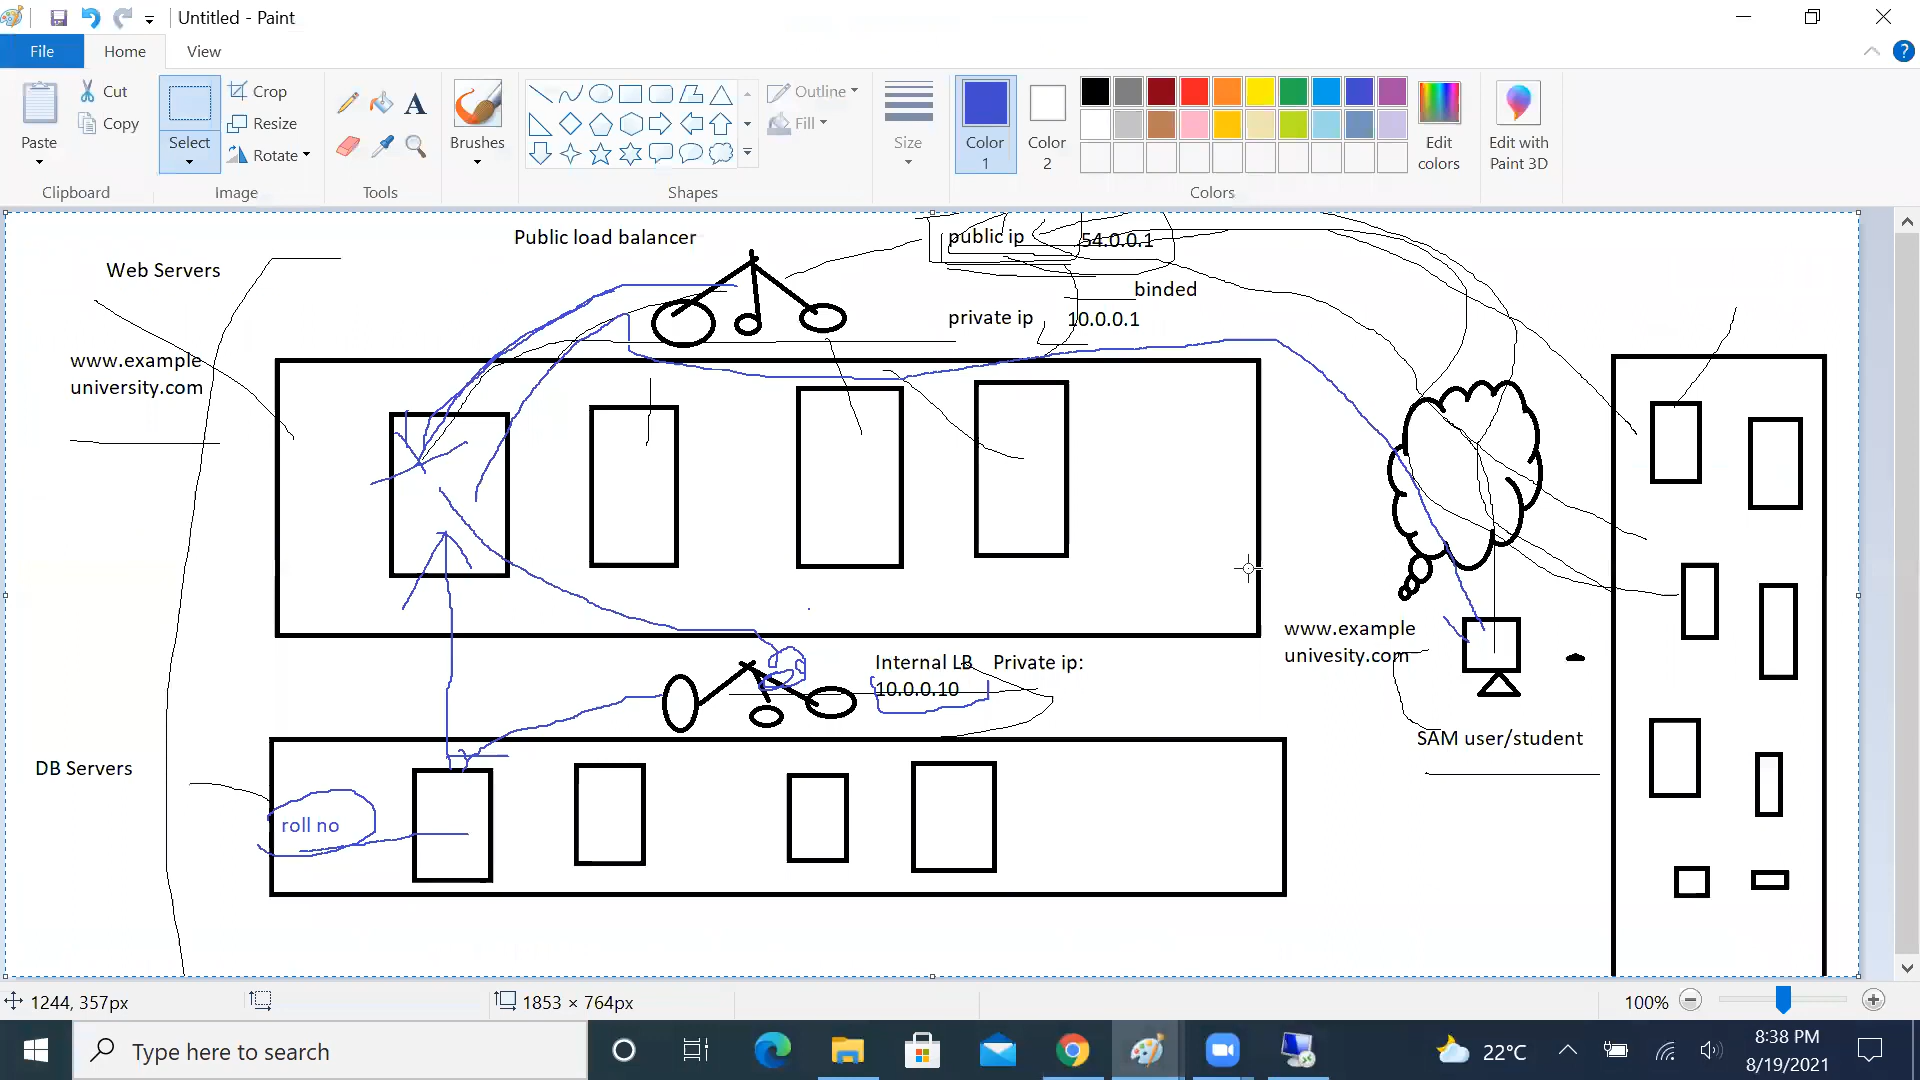 Untitled - Paint
File
Home
View
Paste
Cut
Copy
Clipboard
Select
Crop
Resize
Rotate
Image
Tools
Brushes
Outline
Fill
Shapes
Size
Color
1
Color
2
Edit
colors
Colors
Edit with
Paint 3D
Public load balancer
public ip
54.0.0.1
binded
private ip
10.0.0.1
Web Servers
www.example
university.com
www.example
univesity.com
Internal LB Private ip:
10.0.0.10
SAM user/student
DB Servers
roll no
1244, 357px
1853 × 764px
100%
Type here to search
22°C
8:38 PM
8/19/2021